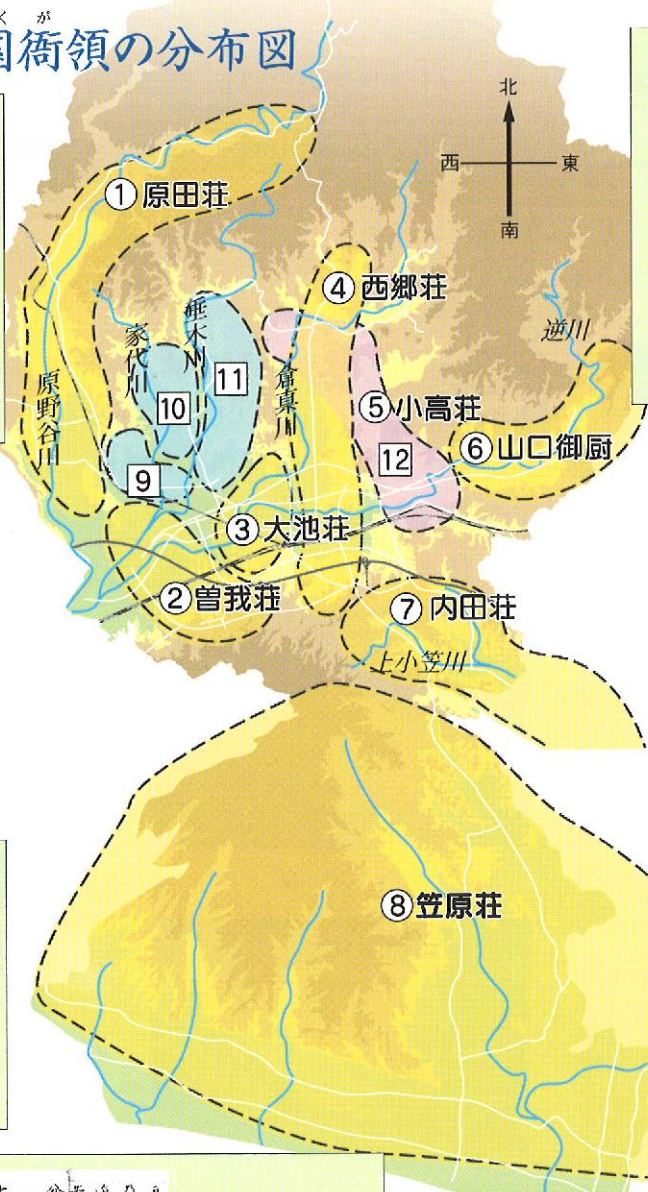 くが
国衙領の分布図
北
西
東
南
①原田荘
④西郷荘
垂木川
家代川
逆川
11
倉真川
原野谷川
10
⑤小高荘
⑥山口御厨
12
9
③大池荘
②曽我荘
⑦内田荘
上小笠川
⑧笠原荘